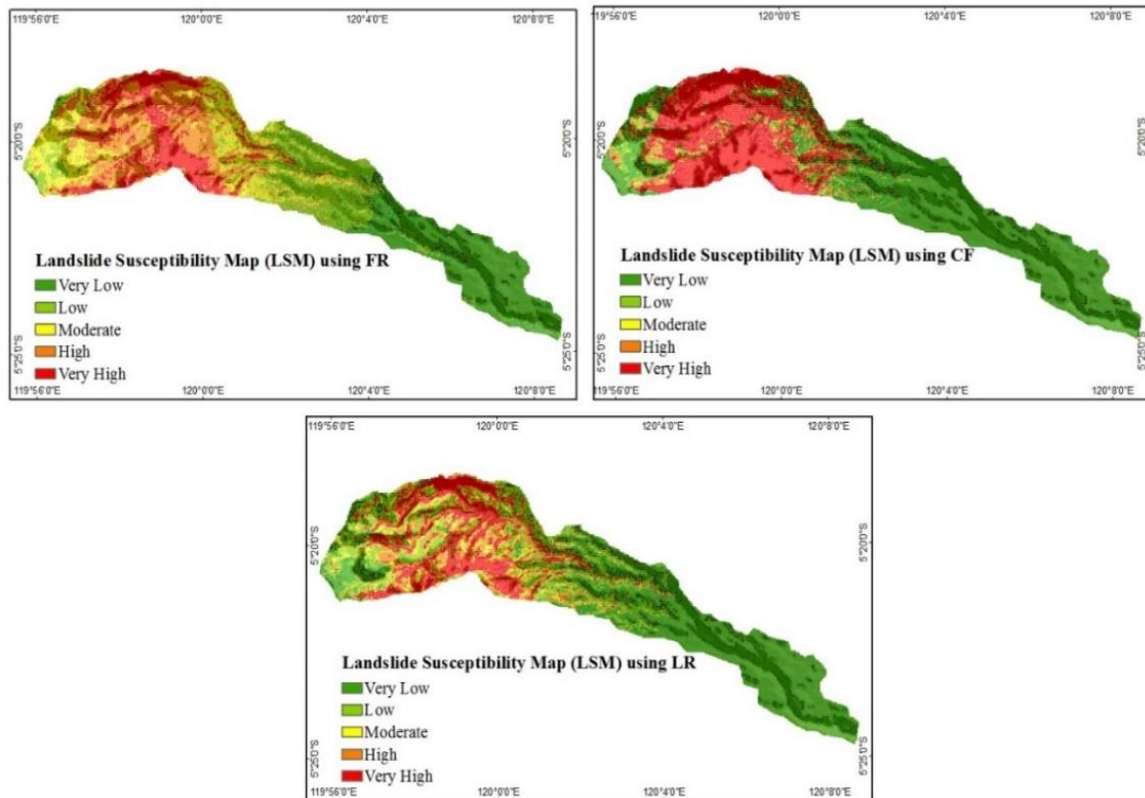 119°56'0"E 120°0'0"E 120°4'0"E 120°8'0"E
5°20'0"S 5°20'0"S
Landslide Susceptibility Map (LSM) using FR
Very Low
Low
Moderate
High
Very High
5°25'0"S 5°25'0"S
119°56'0"E 120°0'0"E 120°4'0"E 120°8'0"E
119°56'0"E 120°0'0"E 120°4'0"E 120°8'0"E
5°20'0"S 5°20'0"S
Landslide Susceptibility Map (LSM) using CF
Very Low
Low
Moderate
High
Very High
5°25'0"S 5°25'0"S
119°56'0"E 120°0'0"E 120°4'0"E 120°8'0"E
119°56'0"E 120°0'0"E 120°4'0"E 120°8'0"E
5°20'0"S 5°20'0"S
Landslide Susceptibility Map (LSM) using LR
Very Low
Low
Moderate
High
Very High
5°25'0"S 5°25'0"S
119°56'0"E 120°0'0"E 120°4'0"E 120°8'0"E